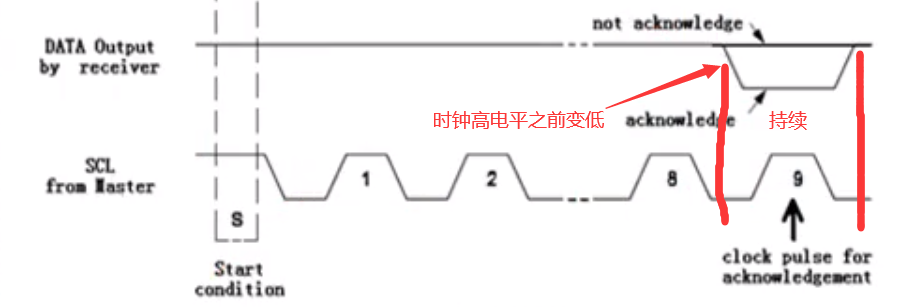 not acknowledge
DATA Output
by receiver
时钟高电平之前变低
acknowledge
持续
SCL
from Master
1
2
8
9
S
Start
condition
clock pulse for
acknowledgement